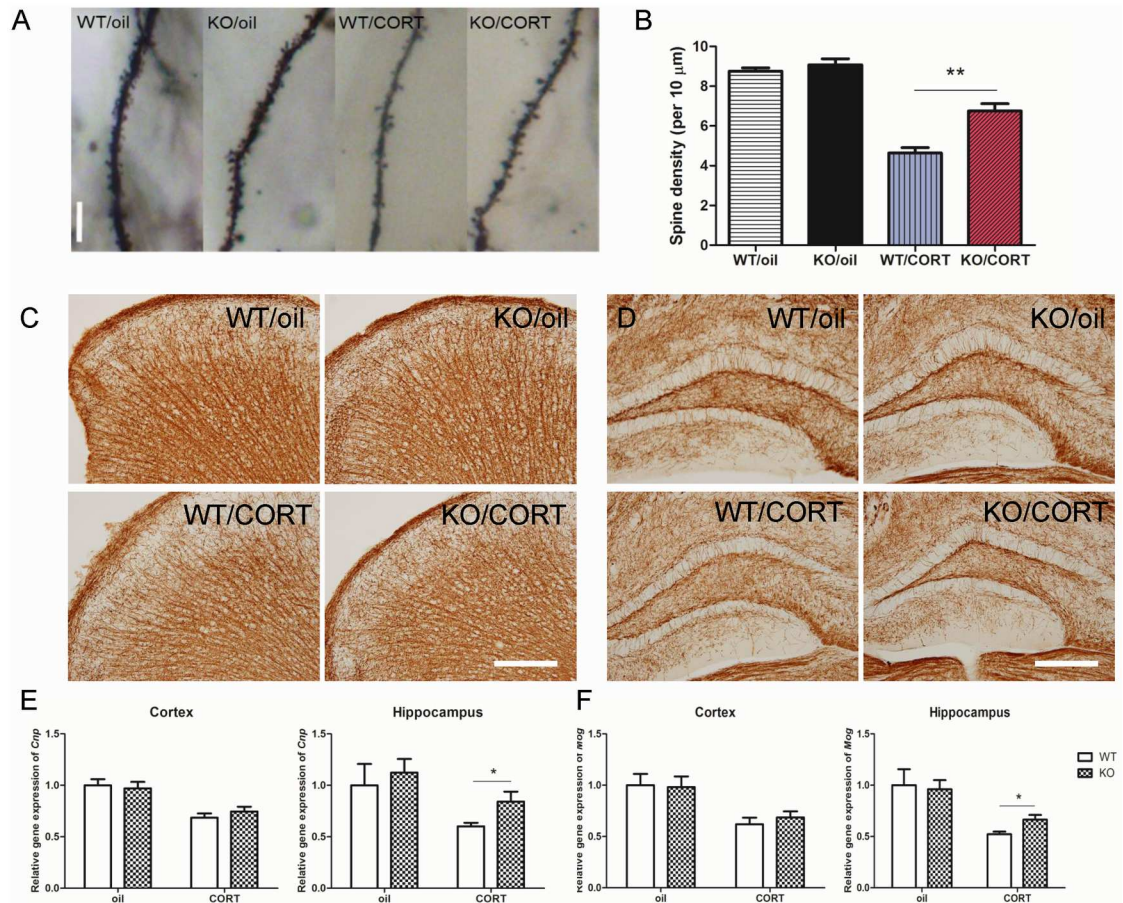 A
WT/oil
KO/oil
WT/CORT
KO/CORT
B
Spine density (per 10 μm)
10
8
6
4
2
0
**
WT/oil
KO/oil
WT/CORT
KO/CORT
C
WT/oil
KO/oil
WT/CORT
KO/CORT
D
WT/oil
KO/oil
WT/CORT
KO/CORT
E
Cortex
Relative gene expression of Cnp
1.5
1.0
0.5
0.0
oil
CORT
Hippocampus
Relative gene expression of Cnp
1.5
1.0
0.5
0.0
*
oil
CORT
F
Cortex
Relative gene expression of Mog
1.5
1.0
0.5
0.0
oil
CORT
Hippocampus
Relative gene expression of Mog
1.5
1.0
0.5
0.0
*
oil
CORT
WT
KO